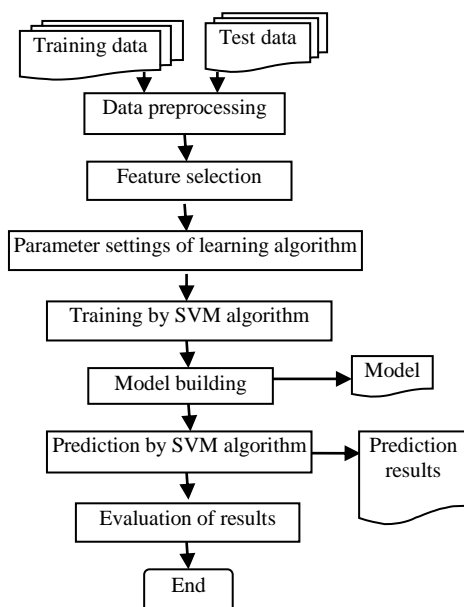 Training data
Test data
Data preprocessing
Feature selection
Parameter settings of learning algorithm
Training by SVM algorithm
Model building
Model
Prediction by SVM algorithm
Prediction
results
Evaluation of results
End